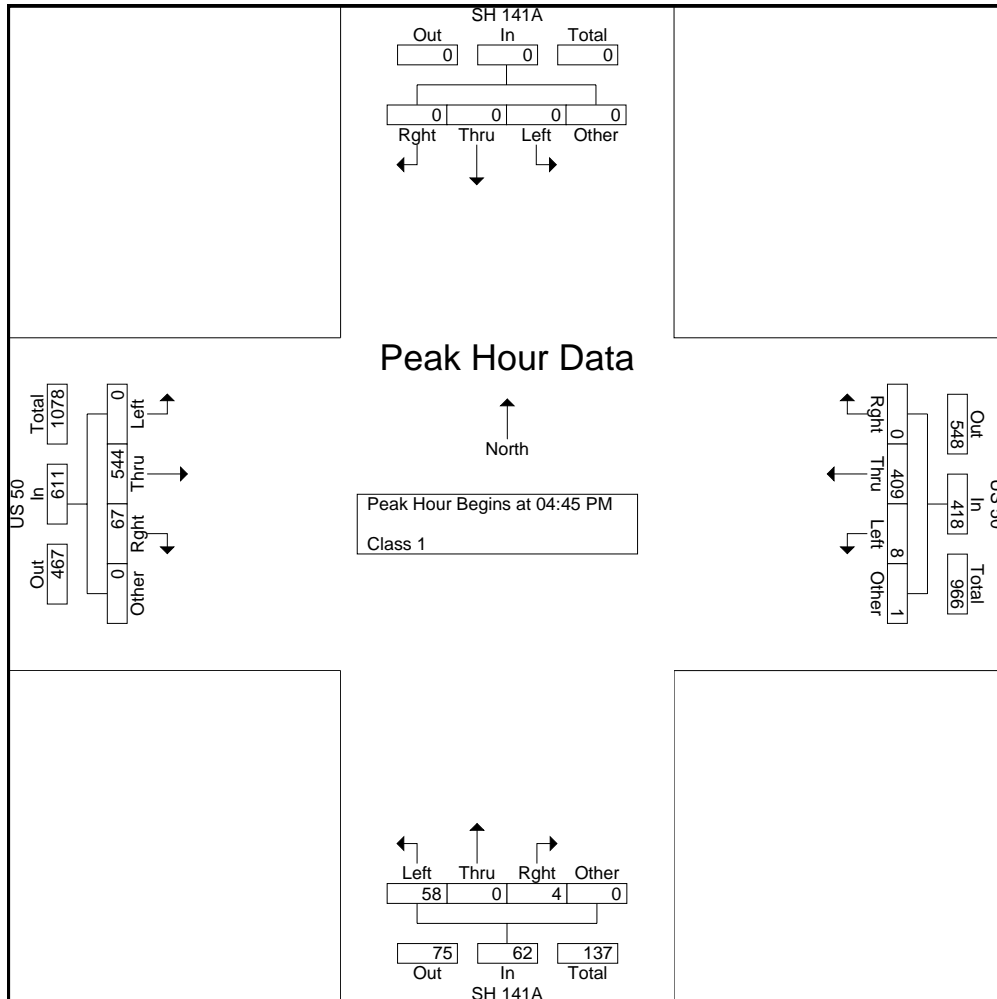 SH 141A
Out In Total
0 0 0
0 0 0 0
Rght Thru Left Other
Peak Hour Data
North
Peak Hour Begins at 04:45 PM
Class 1
US 50
Total In Out
1078 611 467
0 544 67 0
Left Thru Rght Other
Out In Total
548 418 966
0 409 8 1
Rght Thru Left Other
Left Thru Rght Other
58 0 4 0
75 62 137
Out In Total
SH 141A